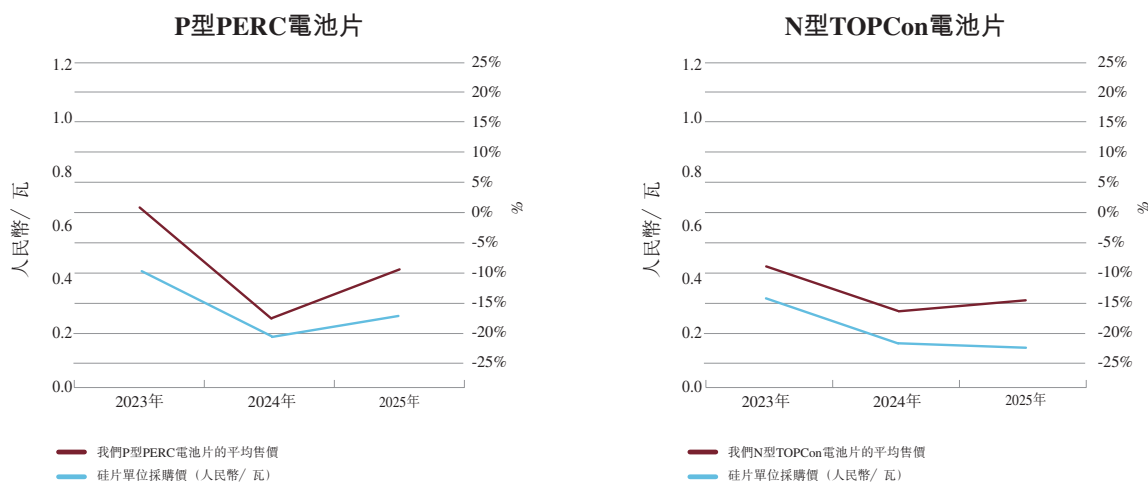 P型PERC電池片
1.2
1.0
0.8
0.6
0.4
0.2
0.0
人民幣/ 瓦
25%
20%
15%
10%
5%
0%
-5%
-10%
-15%
-20%
-25%
%
2023年
2024年
2025年
我們P型PERC電池片的平均售價
硅片單位採購價（人民幣/ 瓦）
N型TOPCon電池片
1.2
1.0
0.8
0.6
0.4
0.2
0.0
人民幣/ 瓦
25%
20%
15%
10%
5%
0%
-5%
-10%
-15%
-20%
-25%
%
2023年
2024年
2025年
我們N型TOPCon電池片的平均售價
硅片單位採購價（人民幣/ 瓦）